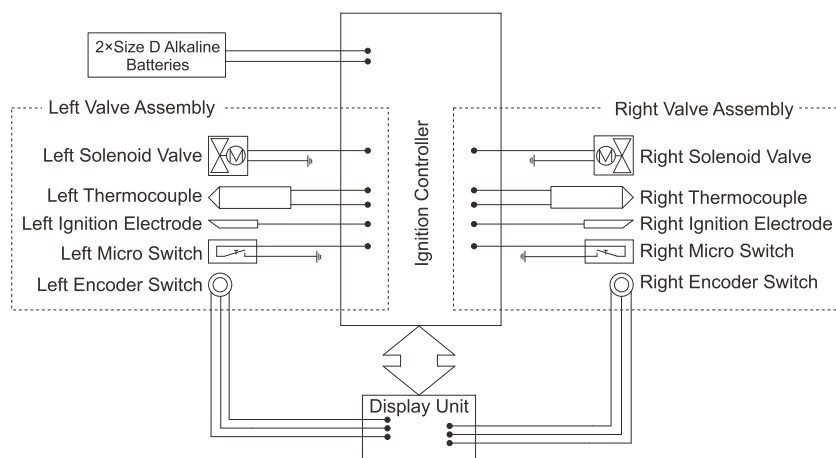 2×Size D Alkaline
Batteries
Left Valve Assembly
Right Valve Assembly
Ignition Controller
Left Solenoid Valve
M
M
Right Solenoid Valve
Left Thermocouple
Right Thermocouple
Left Ignition Electrode
Right Ignition Electrode
Left Micro Switch
Right Micro Switch
Left Encoder Switch
Right Encoder Switch
Display Unit